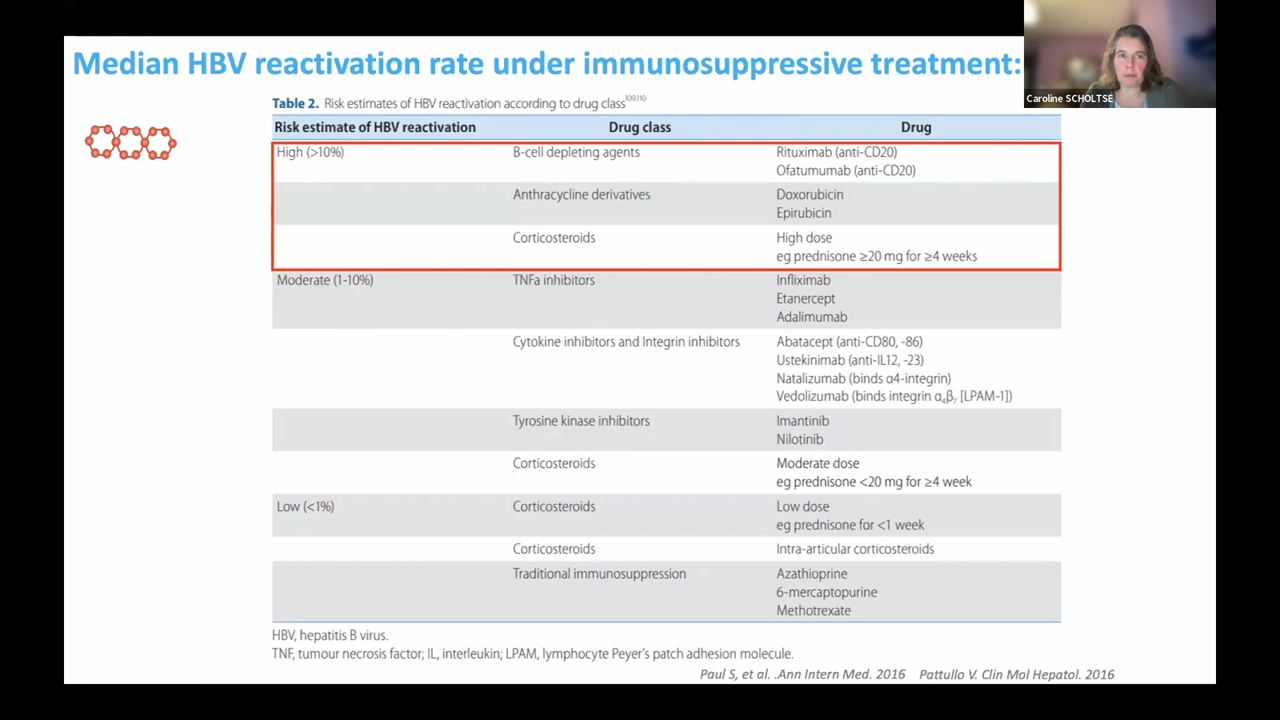 Median HBV reactivation rate under immunosuppressive treatment:
Caroline SCHOLTSE
Table 2. Risk estimates of HBV reactivation according to drug class109,110
Risk estimate of HBV reactivation Drug class Drug
High (>10%) B-cell depleting agents Rituximab (anti-CD20)
Ofatumumab (anti-CD20)
Anthracycline derivatives Doxorubicin
Epirubicin
Corticosteroids High dose
eg prednisone ≥20 mg for ≥4 weeks
Moderate (1-10%) TNFa inhibitors Infliximab
Etanercept
Adalimumab
Cytokine inhibitors and Integrin inhibitors Abatacept (anti-CD80, -86)
Ustekinimab (anti-IL12, -23)
Natalizumab (binds α4-integrin)
Vedolizumab (binds integrin α4β7 [LPAM-1])
Tyrosine kinase inhibitors Imantinib
Nilotinib
Corticosteroids Moderate dose
eg prednisone <20 mg for ≥4 week
Low (<1%) Corticosteroids Low dose
eg prednisone for <1 week
Corticosteroids Intra-articular corticosteroids
Traditional immunosuppression Azathioprine
6-mercaptopurine
Methotrexate
HBV, hepatitis B virus.
TNF, tumour necrosis factor; IL, interleukin; LPAM, lymphocyte Peyer's patch adhesion molecule.
Paul S, et al. .Ann Intern Med. 2016 Pattullo V. Clin Mol Hepatol. 2016